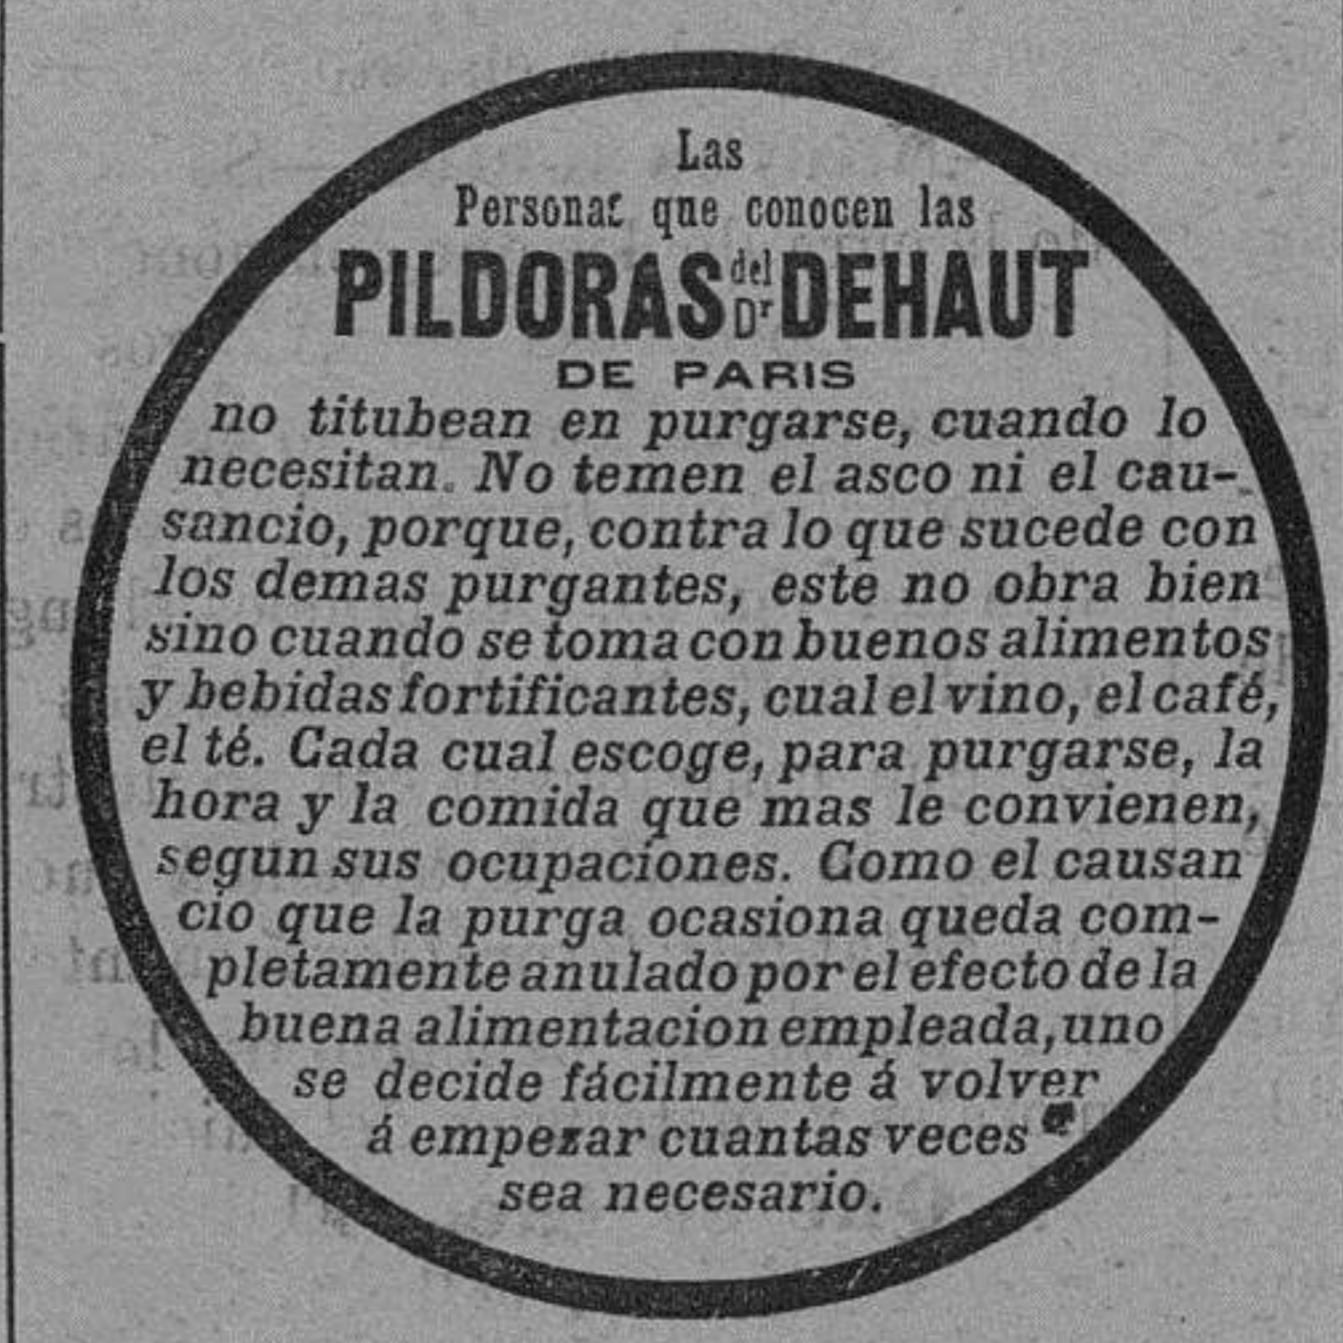 Las
Personas que conocen las
PILDORAS del Dr DEHAUT
DE PARIS
no titubean en purgarse, cuando lo
necesitan. No temen el asco ni el cau-
sancio, porque, contra lo que sucede con
los demas purgantes, este no obra bien
sino cuando se toma con buenos alimentos
y bebidas fortificantes, cual el vino, el café,
el té. Cada cual escoge, para purgarse, la
hora y la comida que mas le convienen,
segun sus ocupaciones. Como el causan
cio que la purga ocasiona queda com-
pletamente anulado por el efecto de la
buena alimentacion empleada, uno
se decide fácilmente á volver
á empezar cuantas veces
sea necesario.